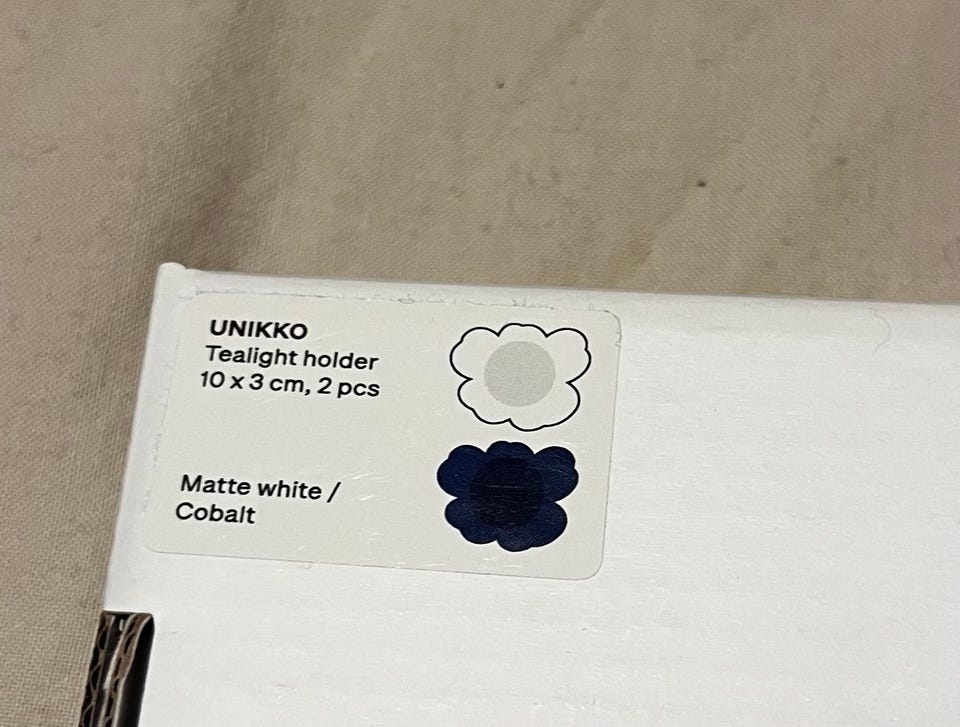 UNIKKO
Tealight holder
10 x 3 cm, 2 pcs
Matte white /
Cobalt